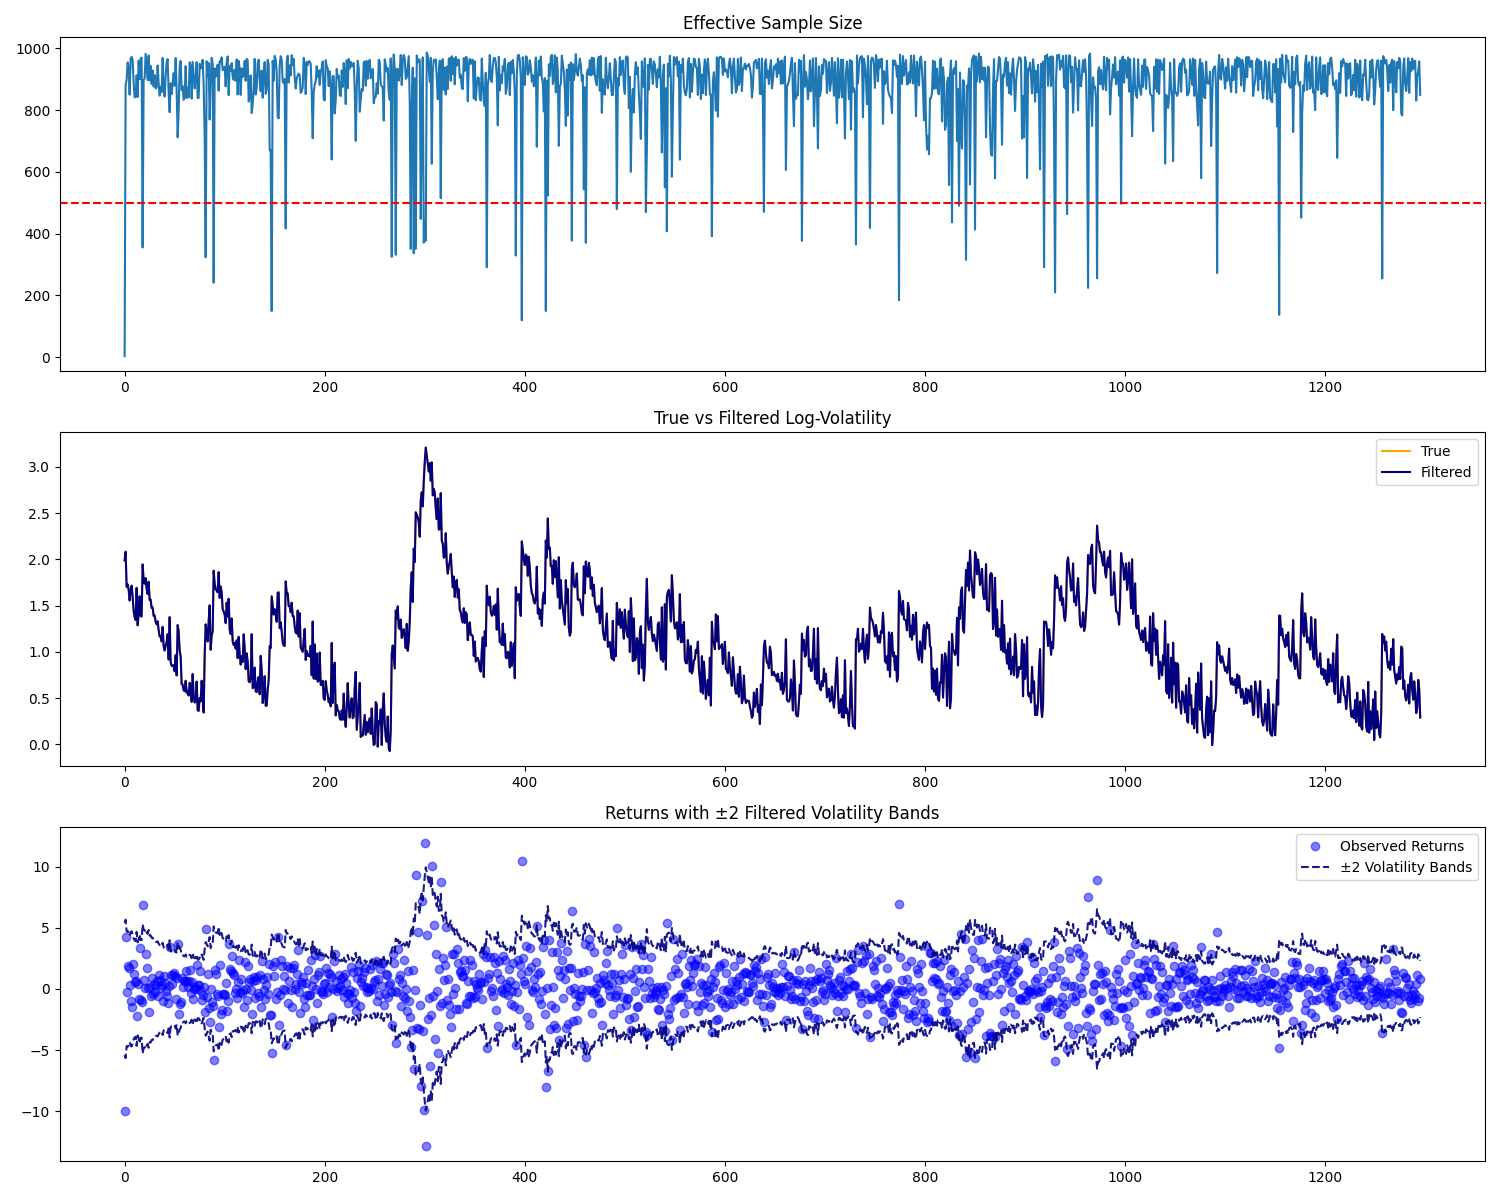 Effective Sample Size
1000
800
600
400
200
0
0 200 400 600 800 1000 1200
True vs Filtered Log-Volatility
True
Filtered
3.0
2.5
2.0
1.5
1.0
0.5
0.0
0 200 400 600 800 1000 1200
Returns with ±2 Filtered Volatility Bands
Observed Returns
±2 Volatility Bands
10
5
0
−5
−10
0 200 400 600 800 1000 1200